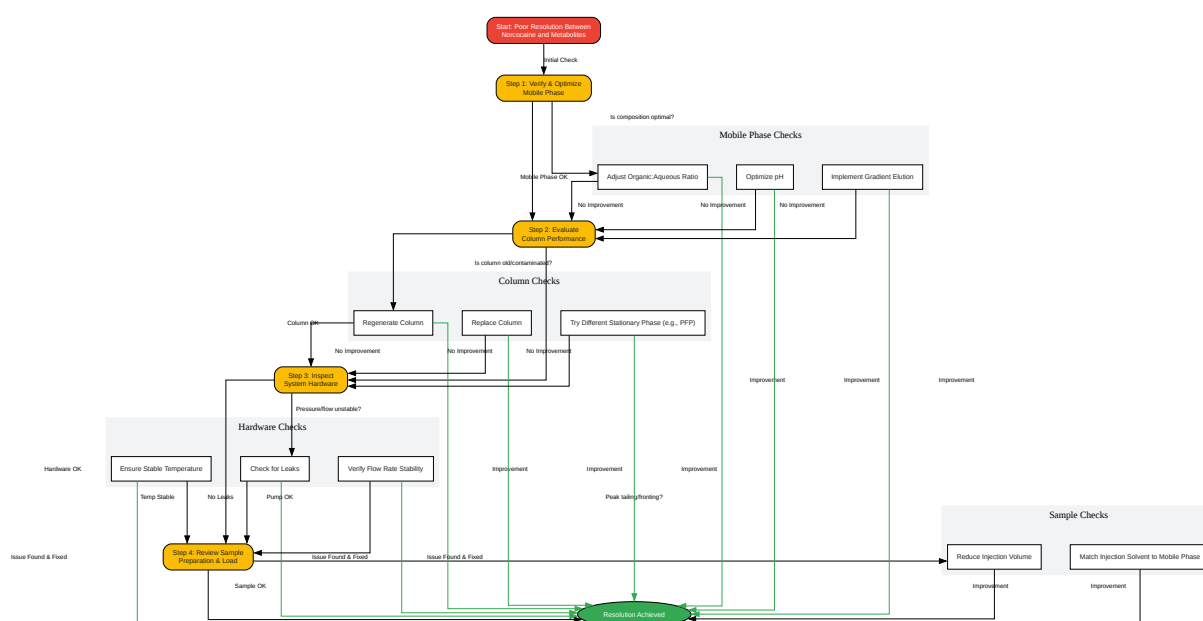 Start: Poor Resolution Between
Norcocaine and Metabolites
Initial Check
Step 1: Verify & Optimize
Mobile Phase
Is composition optimal?
Mobile Phase Checks
Mobile Phase OK
Adjust Organic:Aqueous Ratio
Optimize pH
Implement Gradient Elution
No Improvement
No Improvement
No Improvement
Step 2: Evaluate
Column Performance
Is column old/contaminated?
Column Checks
Column OK
Regenerate Column
Replace Column
Try Different Stationary Phase (e.g., PFP)
No Improvement
No Improvement
No Improvement
Step 3: Inspect
System Hardware
Improvement
Improvement
Improvement
Pressure/flow unstable?
Hardware Checks
Hardware OK
Ensure Stable Temperature
Check for Leaks
Verify Flow Rate Stability
Improvement
Improvement
Improvement
Temp Stable
No Leaks
Pump OK
Peak tailing/fronting?
Sample Checks
Step 4: Review Sample
Preparation & Load
Issue Found & Fixed
Issue Found & Fixed
Issue Found & Fixed
Reduce Injection Volume
Match Injection Solvent to Mobile Phase
Sample OK
Improvement
Improvement
Resolution Achieved